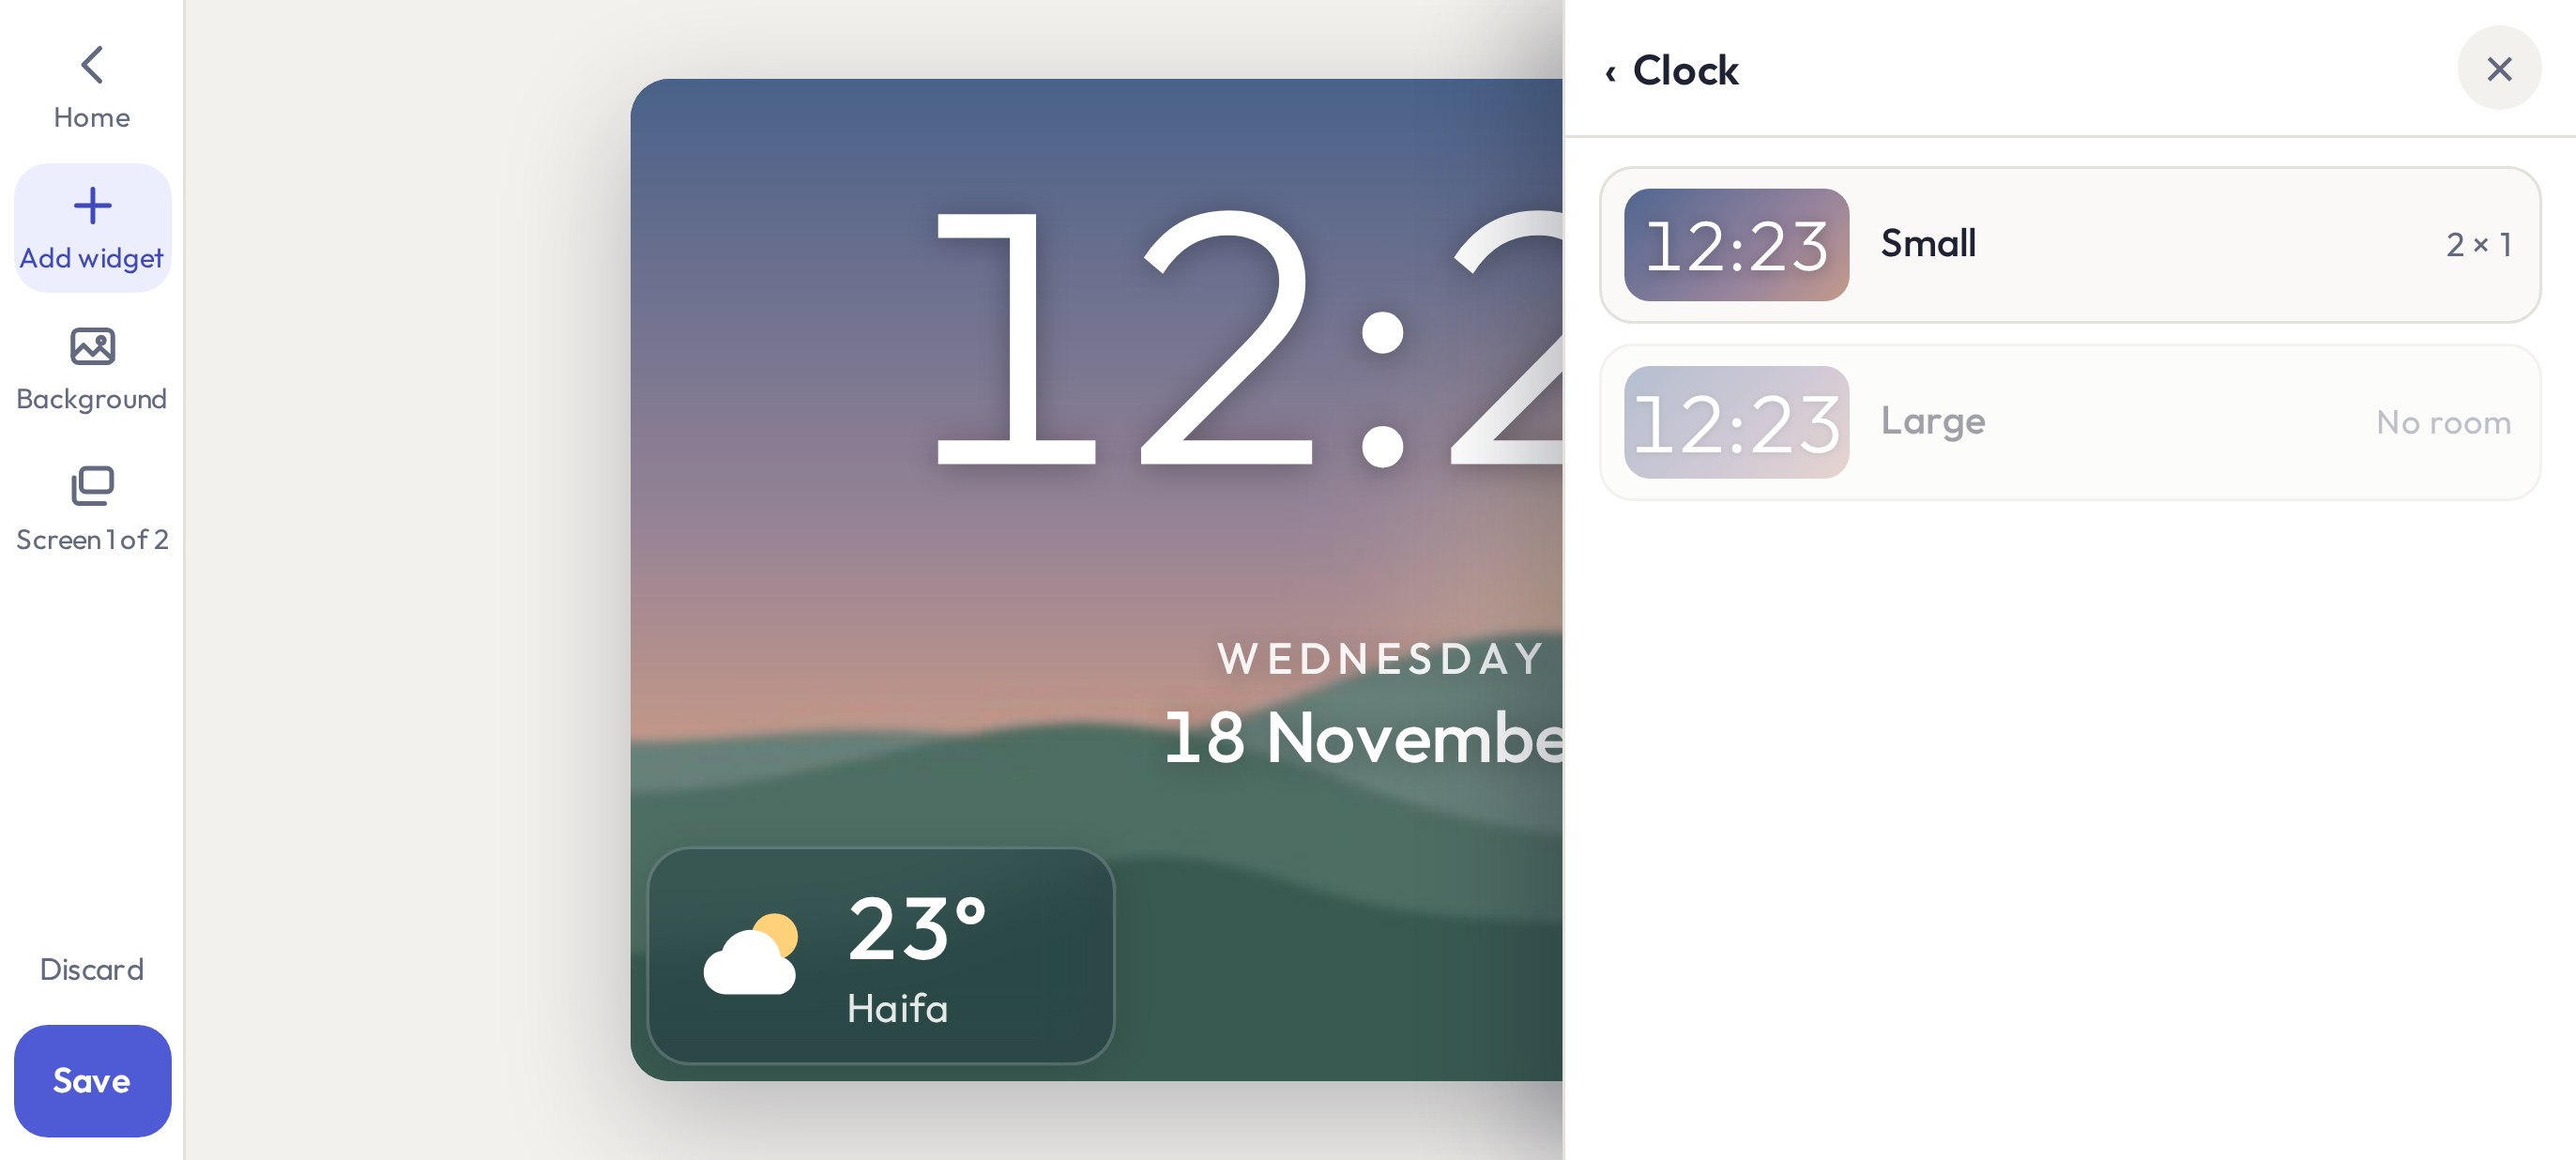 Home
Add widget
Background
Screen 1 of 2
Discard
Save
12:2
WEDNESDAY
18 Novembe
23°
Haifa
‹ Clock
12:23 Small 2 × 1
12:23 Large No room